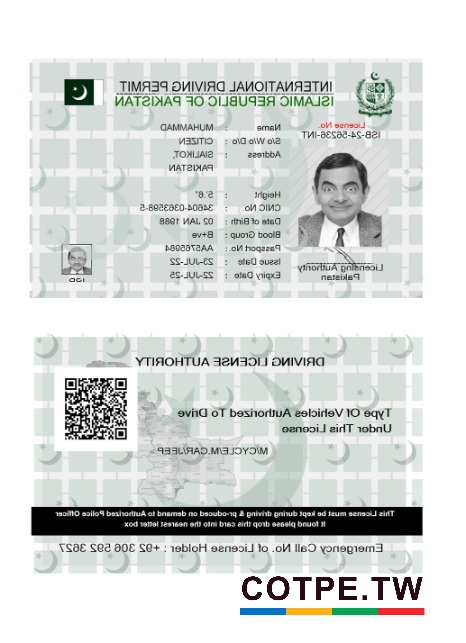 INTERNATIONAL DRIVING PERMIT
ISLAMIC REPUBLIC OF PAKISTAN
License No.
ISB-24-56236-INT
Name : MUHAMMAD
S/o W/o D/o : CITIZEN
Address : SIALKOT,
PAKISTAN
Height : 5.6"
CNIC No : 34604-0363598-5
Date of Birth : 02 JAN 1988
Blood Group : B+ve
Passport No. : AA5765984
Issue Date : 23-JUL-22
Expiry Date : 22-JUL-25
Licensing Authority
Pakistan
DRIVING LICENSE AUTHORITY
Type Of Vehicles Authorized To Drive
Under This License
M/CYCLE/M.CAR/JEEP
This License must be kept during driving & pro-duced on demand to Authorized Police Officer
It found please drop this card into the nearest letter box
Emergency Call No. of License Holder : +92 306 592 3627
COTPE.TW